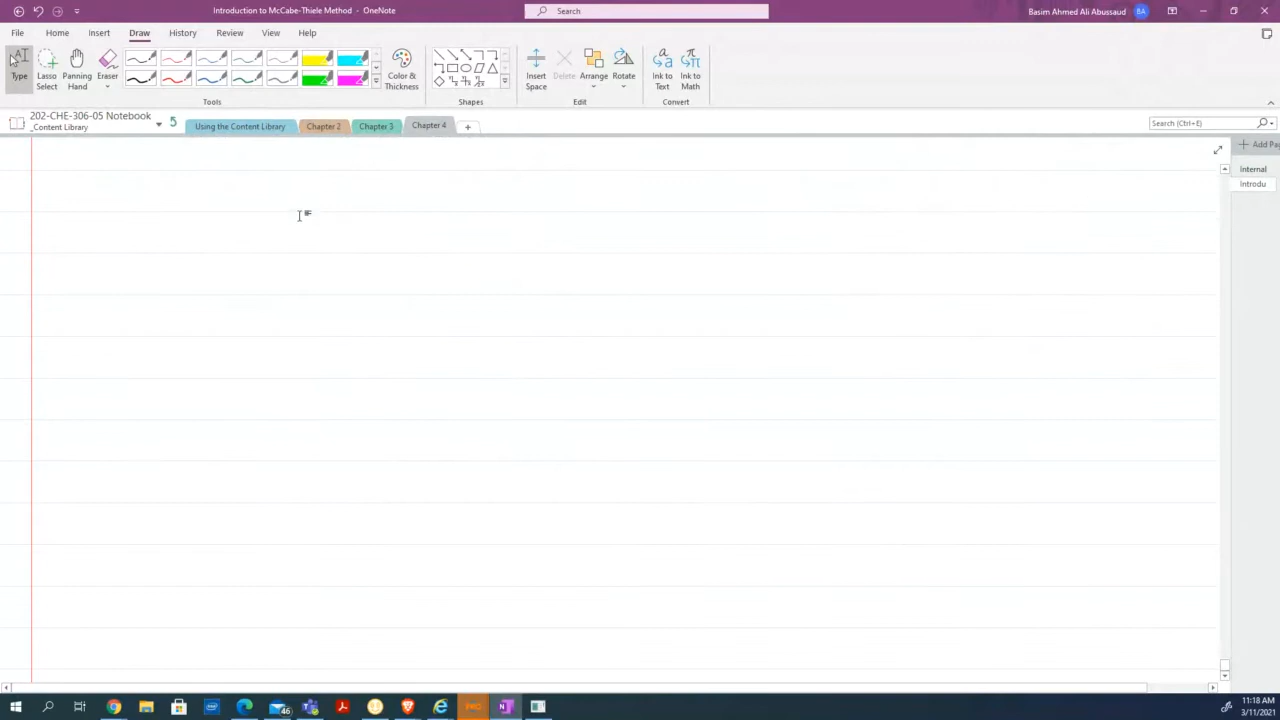 Introduction to McCabe-Thiele Method - OneNote
Search
Basim Ahmed Ali Abussaud
BA
File Home Insert Draw History Review View Help
Type
Lasso Select
Panning Hand
Eraser
Color & Thickness
Insert Space
Delete
Arrange
Rotate
Ink to Text
Ink to Math
Tools
Shapes
Edit
Convert
202-CHE-306-05 Notebook
_Content Library
Using the Content Library
Chapter 2
Chapter 3
Chapter 4
Search (Ctrl+E)
Add Pag
Internal
Introdu
46
11:18 AM
3/11/2021